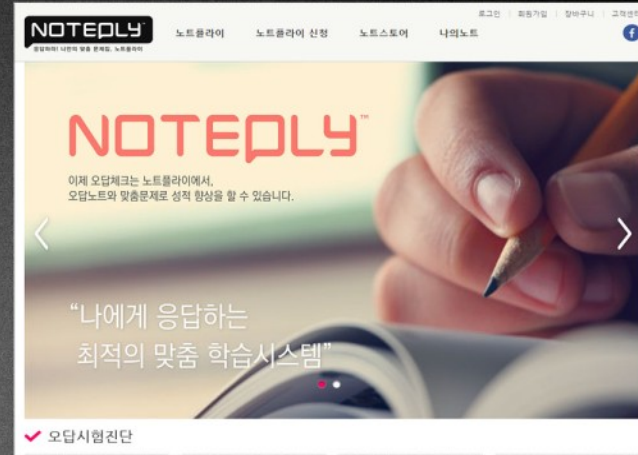 로그인 | 회원가입 | 장바구니 | 고객센터
NOTEPLY
응답하라! 나만의 맞춤 문제집, 노트플라이
노트플라이 노트플라이 신청 노트스토어 나의노트
NOTEPLY™
이제 오답체크는 노트플라이에서,
오답노트와 맞춤문제로 성적 향상을 할 수 있습니다.
“나에게 응답하는
최적의 맞춤 학습시스템”
오답시험진단